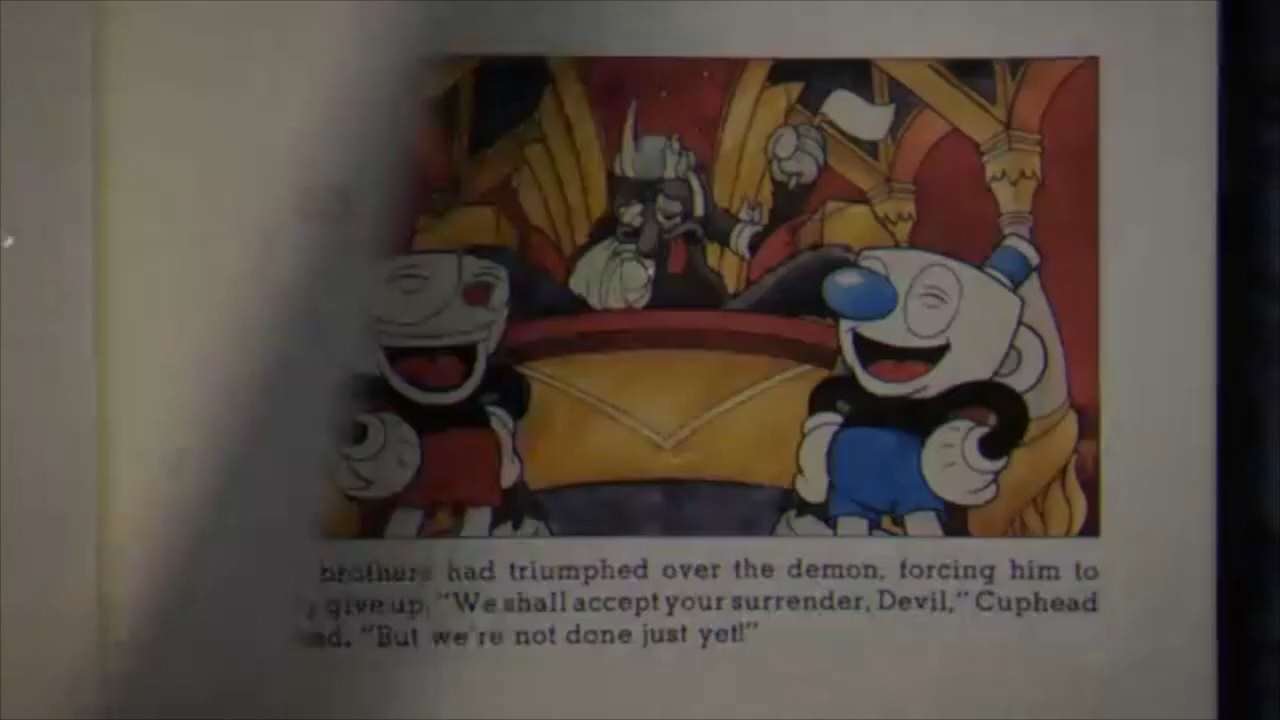 brothers had triumphed over the demon, forcing him to
give up. "We shall accept your surrender, Devil," Cuphead
"But we're not done just yet!"